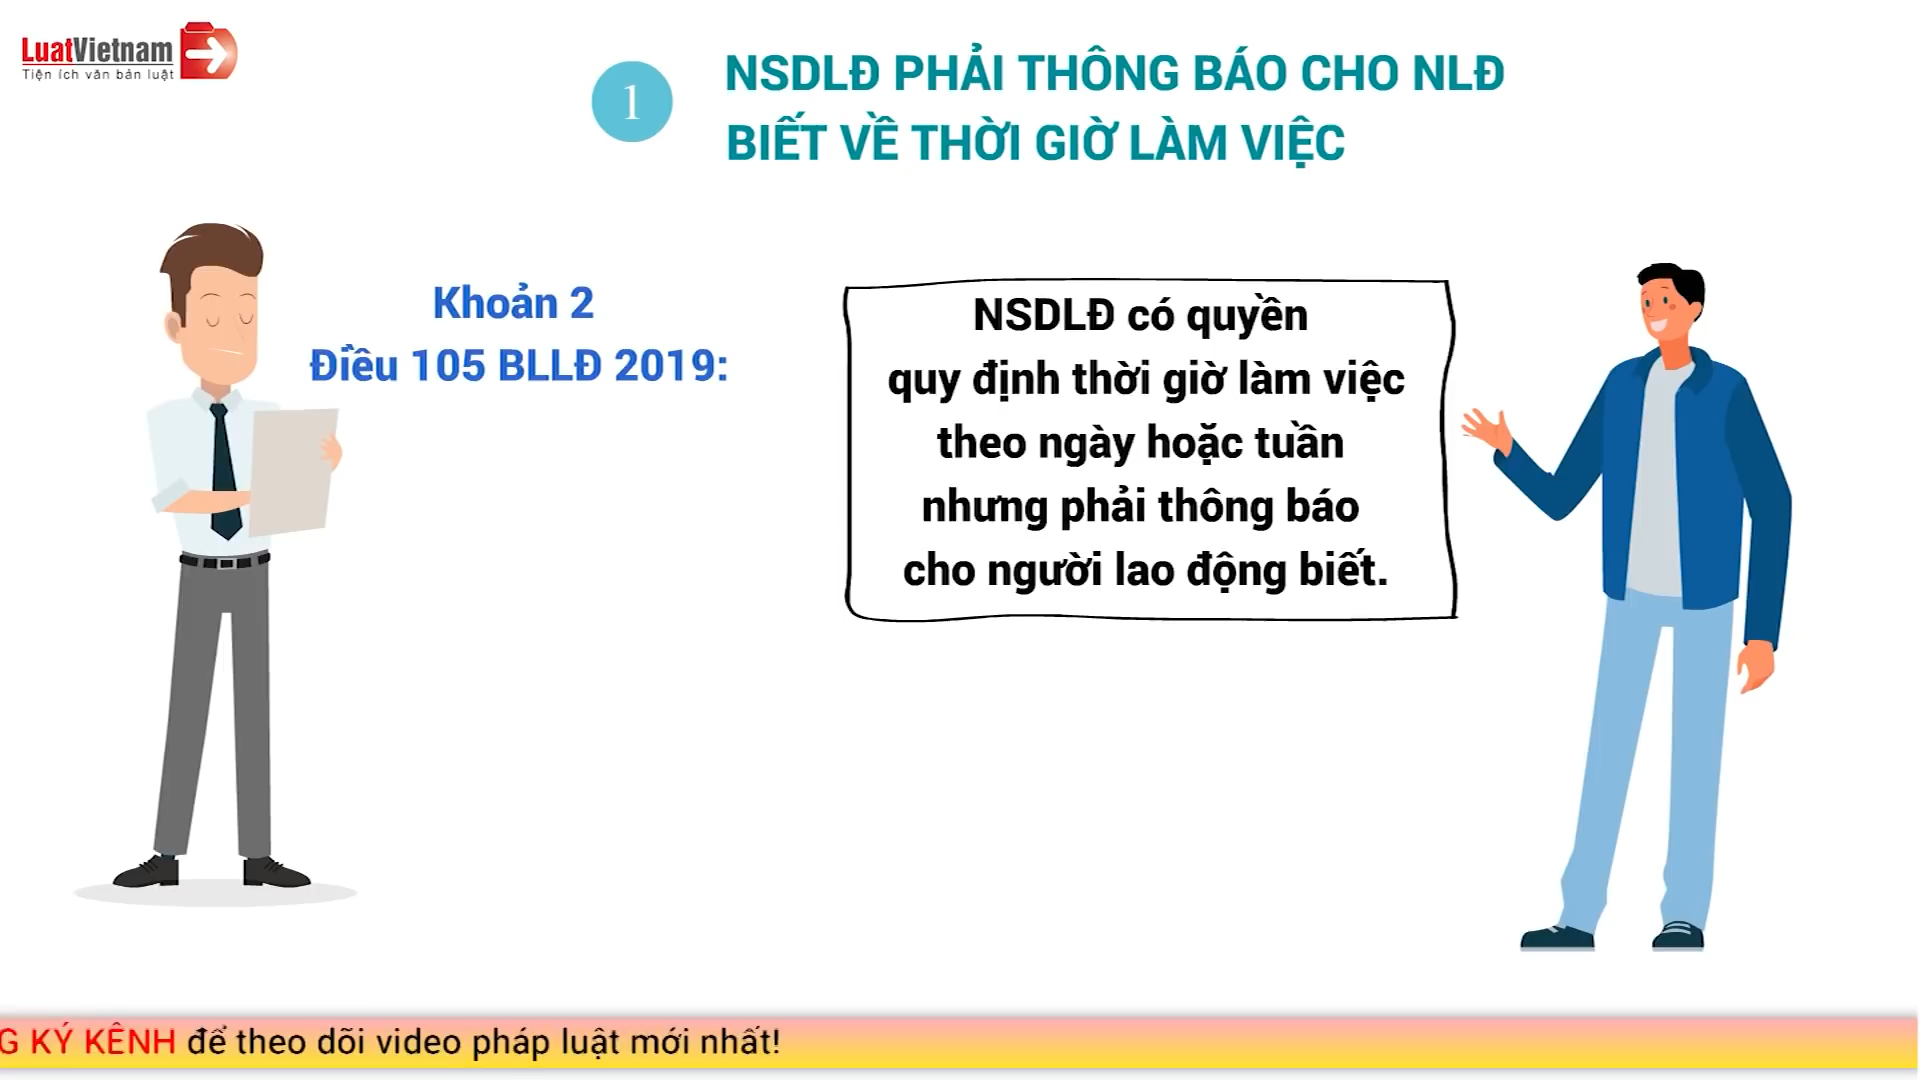 LuatVietnam
Tiện ích văn bản luật
1
NSDLĐ PHẢI THÔNG BÁO CHO NLĐ
BIẾT VỀ THỜI GIỜ LÀM VIỆC
Khoản 2
Điều 105 BLLĐ 2019:
NSDLĐ có quyền
quy định thời giờ làm việc
theo ngày hoặc tuần
nhưng phải thông báo
cho người lao động biết.
G KÝ KÊNH để theo dõi video pháp luật mới nhất!